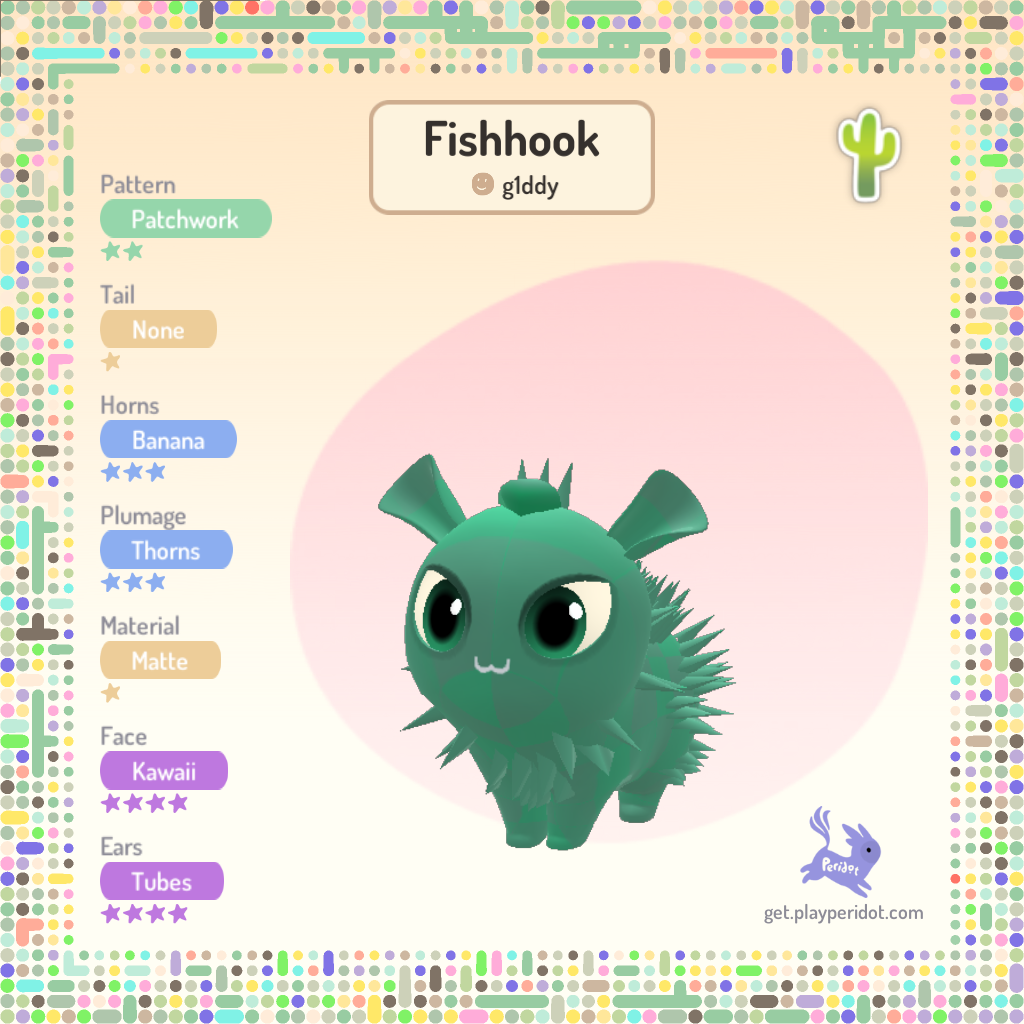 Fishhook
g1ddy
Pattern
Patchwork
Tail
None
Horns
Banana
Plumage
Thorns
Material
Matte
Face
Kawaii
Ears
Tubes
Peridot
get.playperidot.com